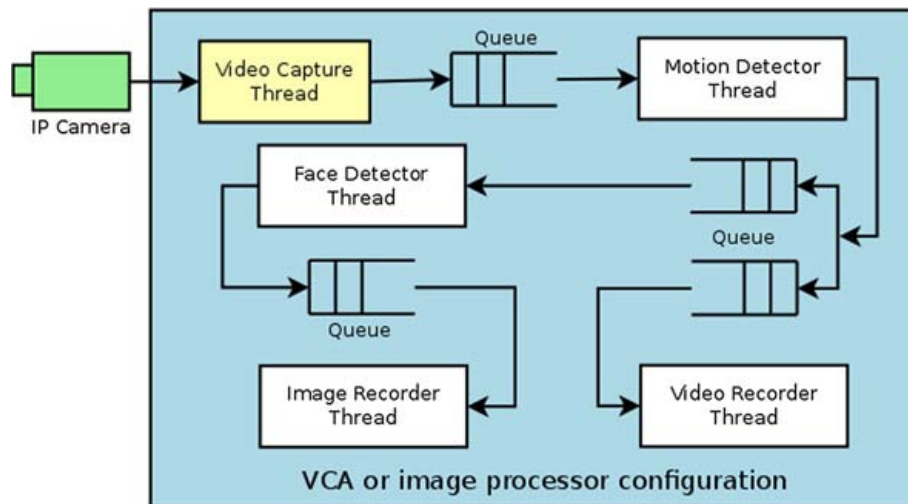 Queue
Video Capture
Thread
Motion Detector
Thread
IP Camera
Face Detector
Thread
Queue
Queue
Image Recorder
Thread
Video Recorder
Thread
VCA or image processor configuration